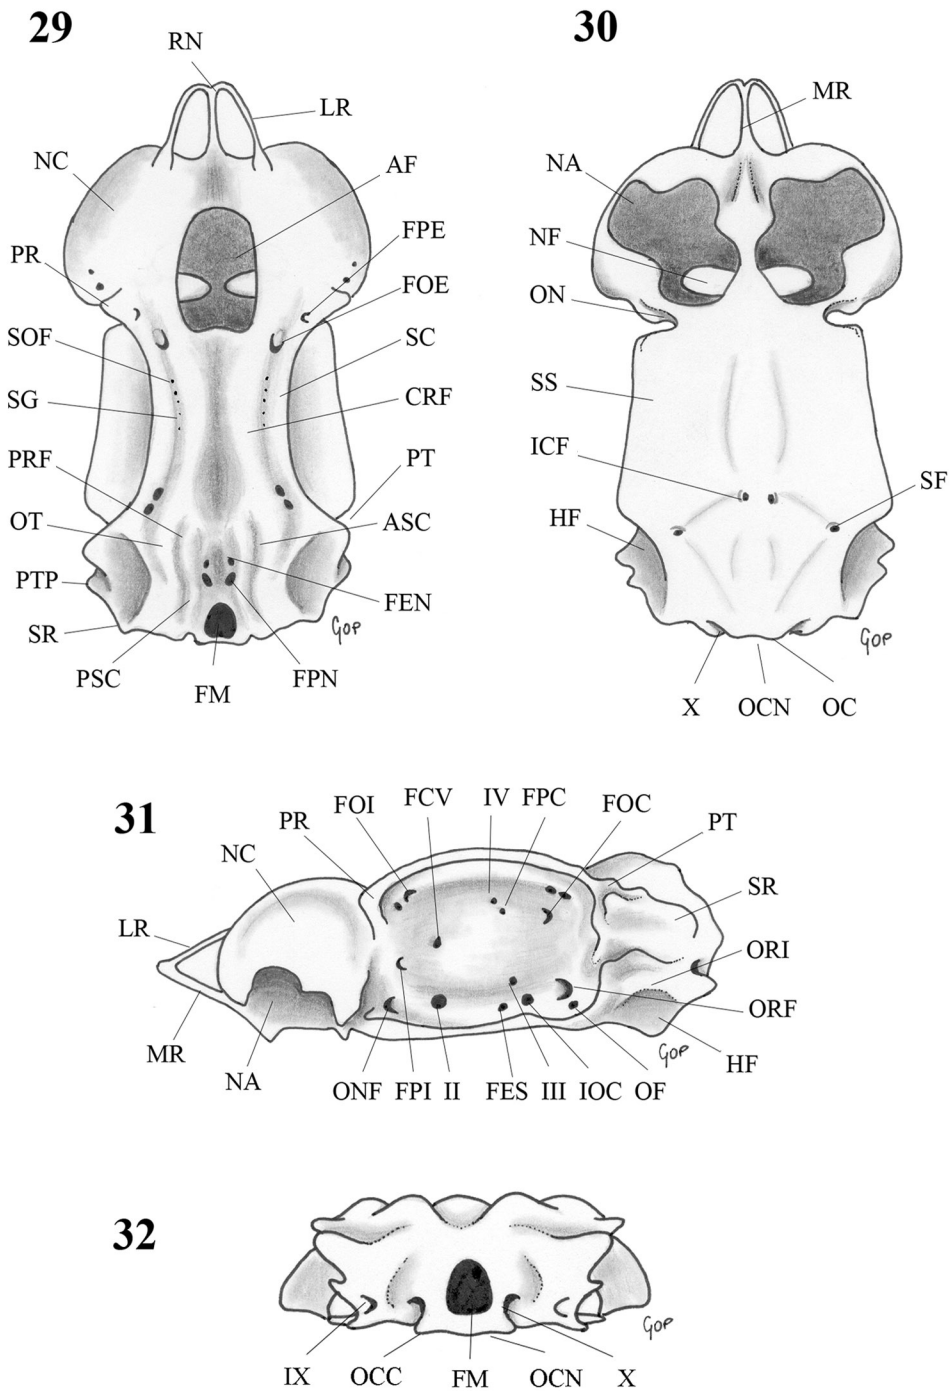 29
RN
LR
NC
AF
FPE
PR
FOE
SOF
SC
SG
CRF
PRF
PT
OT
ASC
PTP
FEN
SR
GOP
PSC
FM
FPN
30
MR
NA
NF
ON
SS
ICF
SF
HF
GOP
X
OCN
OC
31
FOI
FCV
IV
FPC
FOC
PR
PT
NC
SR
LR
ORI
ORF
MR
GOP
HF
NA
ONF
FPI
II
FES
III
IOC
OF
32
GOP
IX
OCC
FM
OCN
X